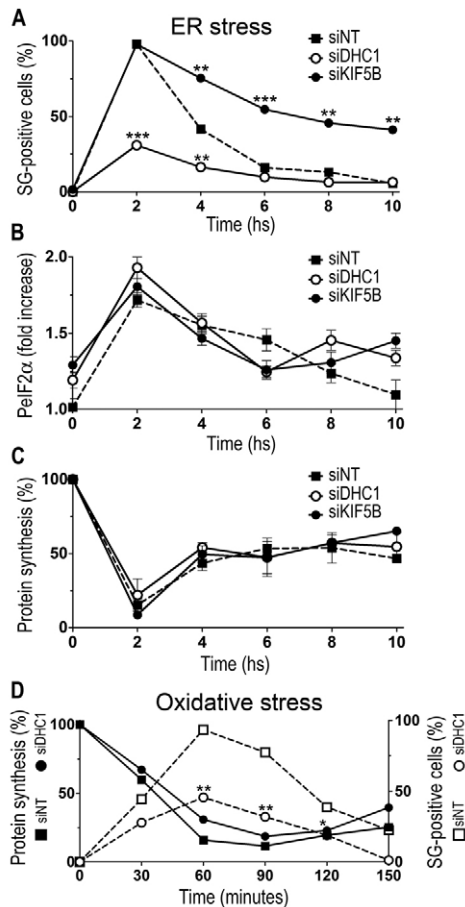 A
ER stress
siNT
siDHC1
siKIF5B
SG-positive cells (%)
100
75
50
25
0
** *** ** **
*** **
0 2 4 6 8 10
Time (hs)
B
siNT
siDHC1
siKIF5B
PeIF2α (fold increase)
2.0
1.5
1.0
0 2 4 6 8 10
Time (hs)
C
siNT
siDHC1
siKIF5B
Protein synthesis (%)
100
50
0
0 2 4 6 8 10
Time (hs)
D
Oxidative stress
Protein synthesis (%)
siDHC1
siNT
100
75
50
25
0
** ** *
100
50
0
SG-positive cells (%)
siDHC1
siNT
0 30 60 90 120 150
Time (minutes)